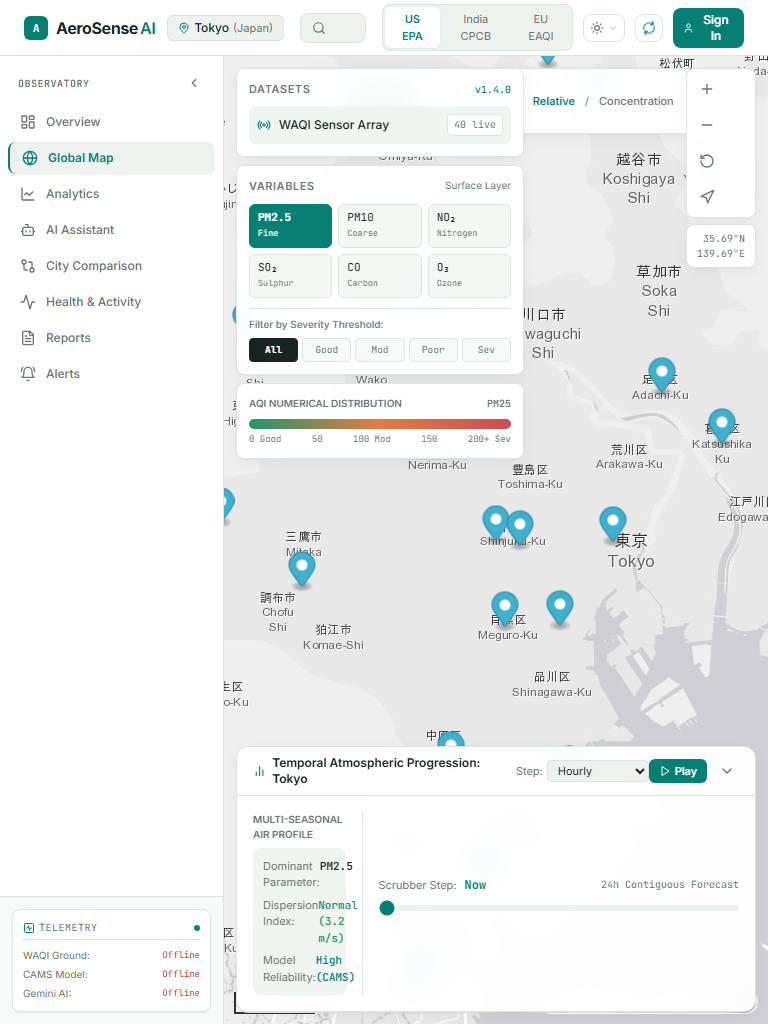 A
AeroSense AI
Tokyo (Japan)
US EPA
India CPCB
EU EAQI
Sign In
OBSERVATORY
Overview
Global Map
Analytics
AI Assistant
City Comparison
Health & Activity
Reports
Alerts
TELEMETRY
WAQI Ground: Offline
CAMS Model: Offline
Gemini AI: Offline
DATASETS v1.4.0
WAQI Sensor Array 40 live
Relative / Concentration
VARIABLES Surface Layer
PM2.5 Fine
PM10 Coarse
NO₂ Nitrogen
SO₂ Sulphur
CO Carbon
O₃ Ozone
Filter by Severity Threshold:
All Good Mod Poor Sev
AQI NUMERICAL DISTRIBUTION PM25
0 Good 50 100 Mod 150 200+ Sev
35.69°N
139.69°E
松伏町
越谷市
Koshigaya
Shi
草加市
Soka
Shi
川口市
waguchi
Shi
Wako
Adachi-Ku
Katsushika
Ku
荒川区
Arakawa-Ku
Nerima-Ku
豊島区
Toshima-Ku
江戸川
Edogawa
三鷹市
Mitaka
Shinjuku-Ku
東京
Tokyo
調布市
Chofu
Shi
狛江市
Komae-Shi
Meguro-Ku
品川区
Shinagawa-Ku
Temporal Atmospheric Progression:
Tokyo
Step: Hourly
Play
MULTI-SEASONAL
AIR PROFILE
Dominant Parameter: PM2.5
Dispersion Index: Normal (3.2 m/s)
Model Reliability: High (CAMS)
Scrubber Step: Now
24h Contiguous Forecast